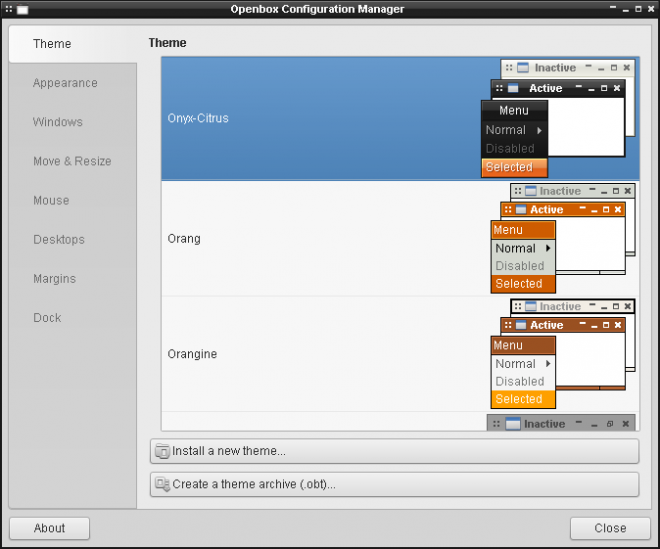 Openbox Configuration Manager
Theme
Appearance
Windows
Move & Resize
Mouse
Desktops
Margins
Dock
Theme
Onyx-Citrus
Inactive
Active
Menu
Normal
Disabled
Selected
Orang
Inactive
Active
Menu
Normal
Disabled
Selected
Orangine
Inactive
Active
Menu
Normal
Disabled
Selected
Inactive
Install a new theme...
Create a theme archive (.obt)...
About
Close